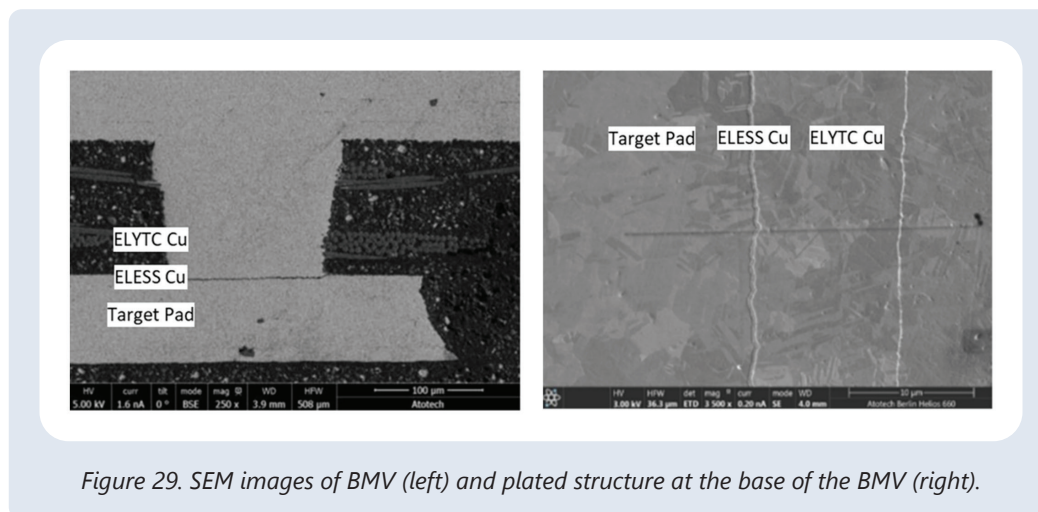 ELYTC Cu
ELESS Cu
Target Pad
HV curr tilt mode mag WD HFW 100 µm
5.00 kV 1.6 nA 0 ° BSE 250 x 3.9 mm 508 µm Atotech
Target Pad ELESS Cu ELYTC Cu
HV HFW det mag curr mode WD 10 µm
3.00 kV 36.3 µm ETD 3 500 x 0.20 nA SE 4.0 mm Atotech Berlin Helios 660
Figure 29. SEM images of BMV (left) and plated structure at the base of the BMV (right).